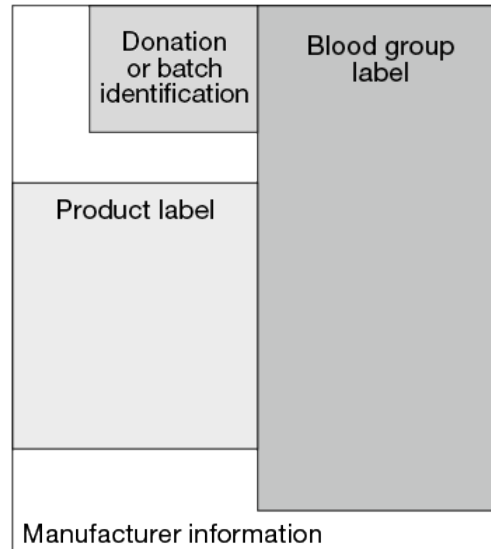 Donation
or batch
identification
Blood group
label
Product label
Manufacturer information